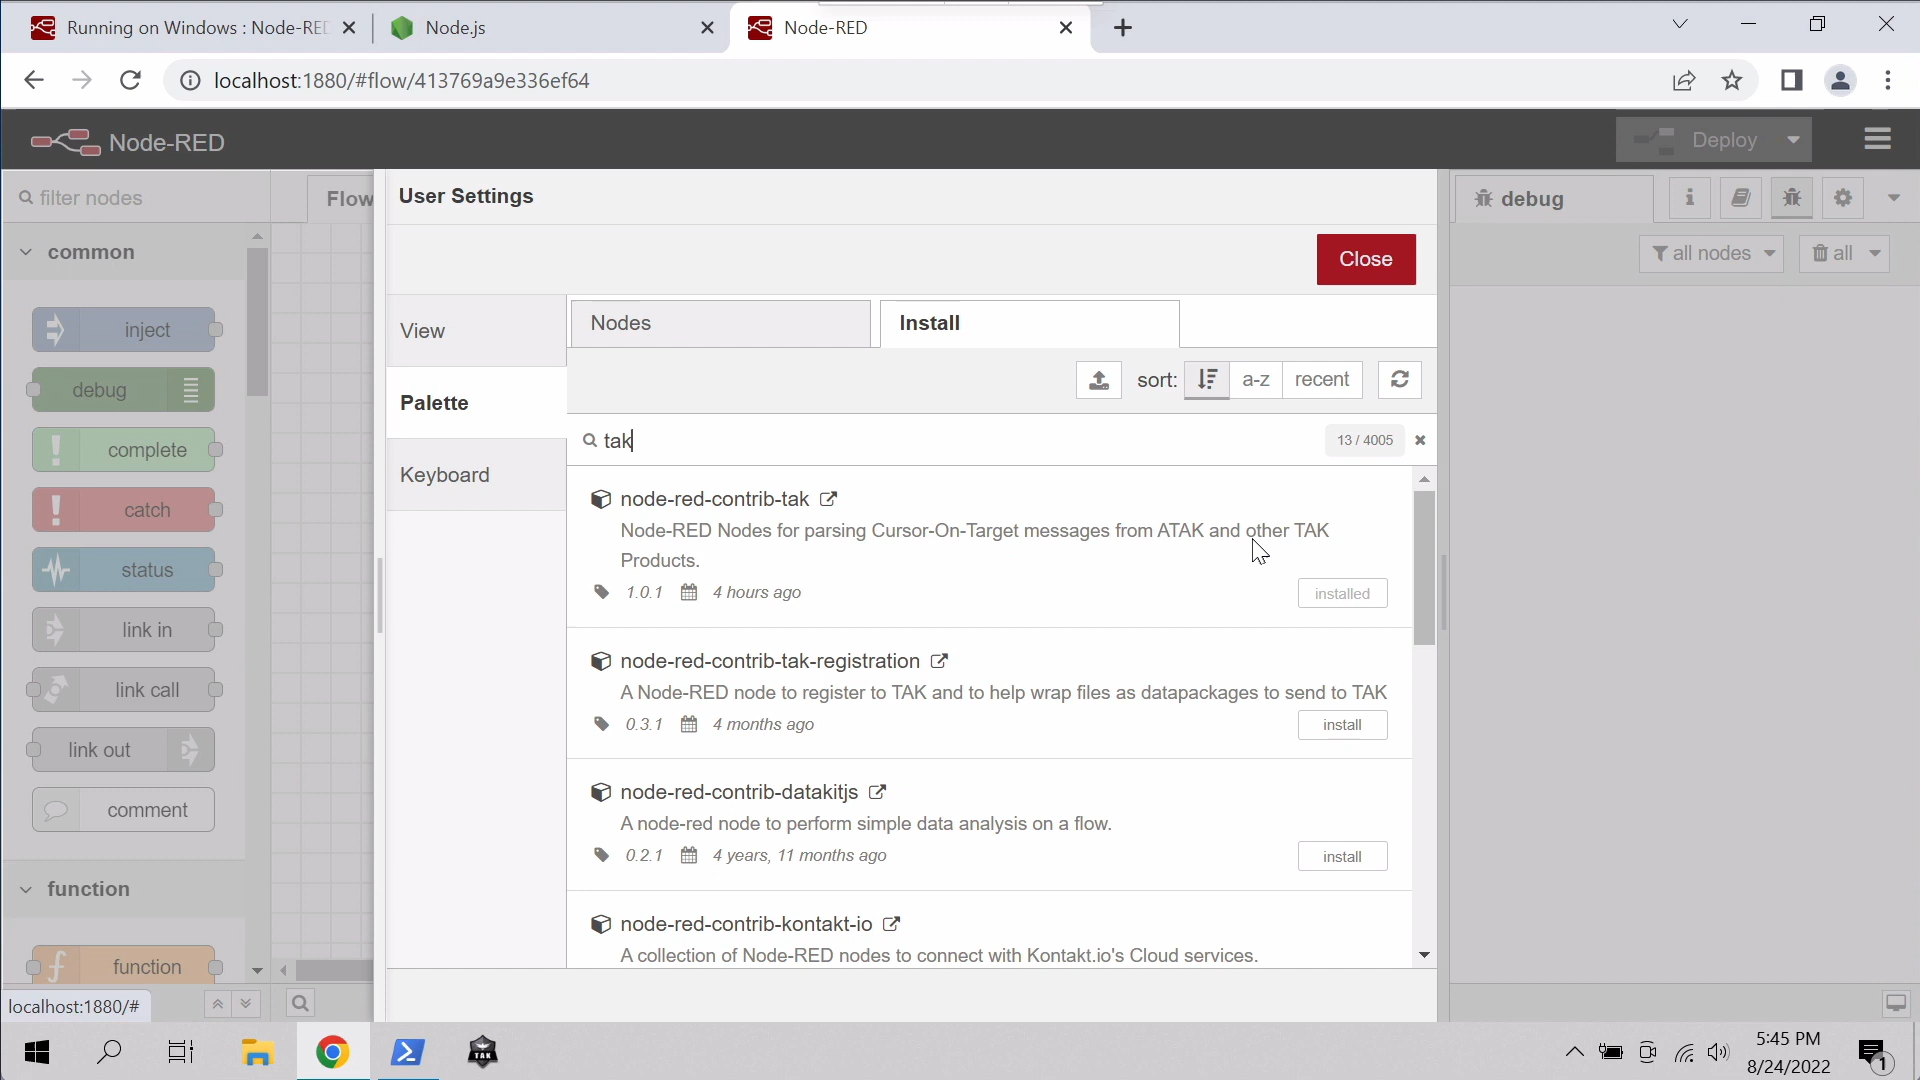 Running on Windows : Node-RED
Node.js
Node-RED
localhost:1880/#flow/413769a9e336ef64
Node-RED
Deploy
filter nodes
Flow
User Settings
debug
Close
all nodes
all
common
inject
debug
complete
catch
status
link in
link call
link out
comment
function
function
View
Palette
Keyboard
Nodes
Install
sort:
a-z
recent
tak
13 / 4005
node-red-contrib-tak
Node-RED Nodes for parsing Cursor-On-Target messages from ATAK and other TAK
Products.
1.0.1
4 hours ago
installed
node-red-contrib-tak-registration
A Node-RED node to register to TAK and to help wrap files as datapackages to send to TAK
0.3.1
4 months ago
install
node-red-contrib-datakitjs
A node-red node to perform simple data analysis on a flow.
0.2.1
4 years, 11 months ago
install
node-red-contrib-kontakt-io
A collection of Node-RED nodes to connect with Kontakt.io's Cloud services.
localhost:1880/#
TAK
5:45 PM
8/24/2022
1